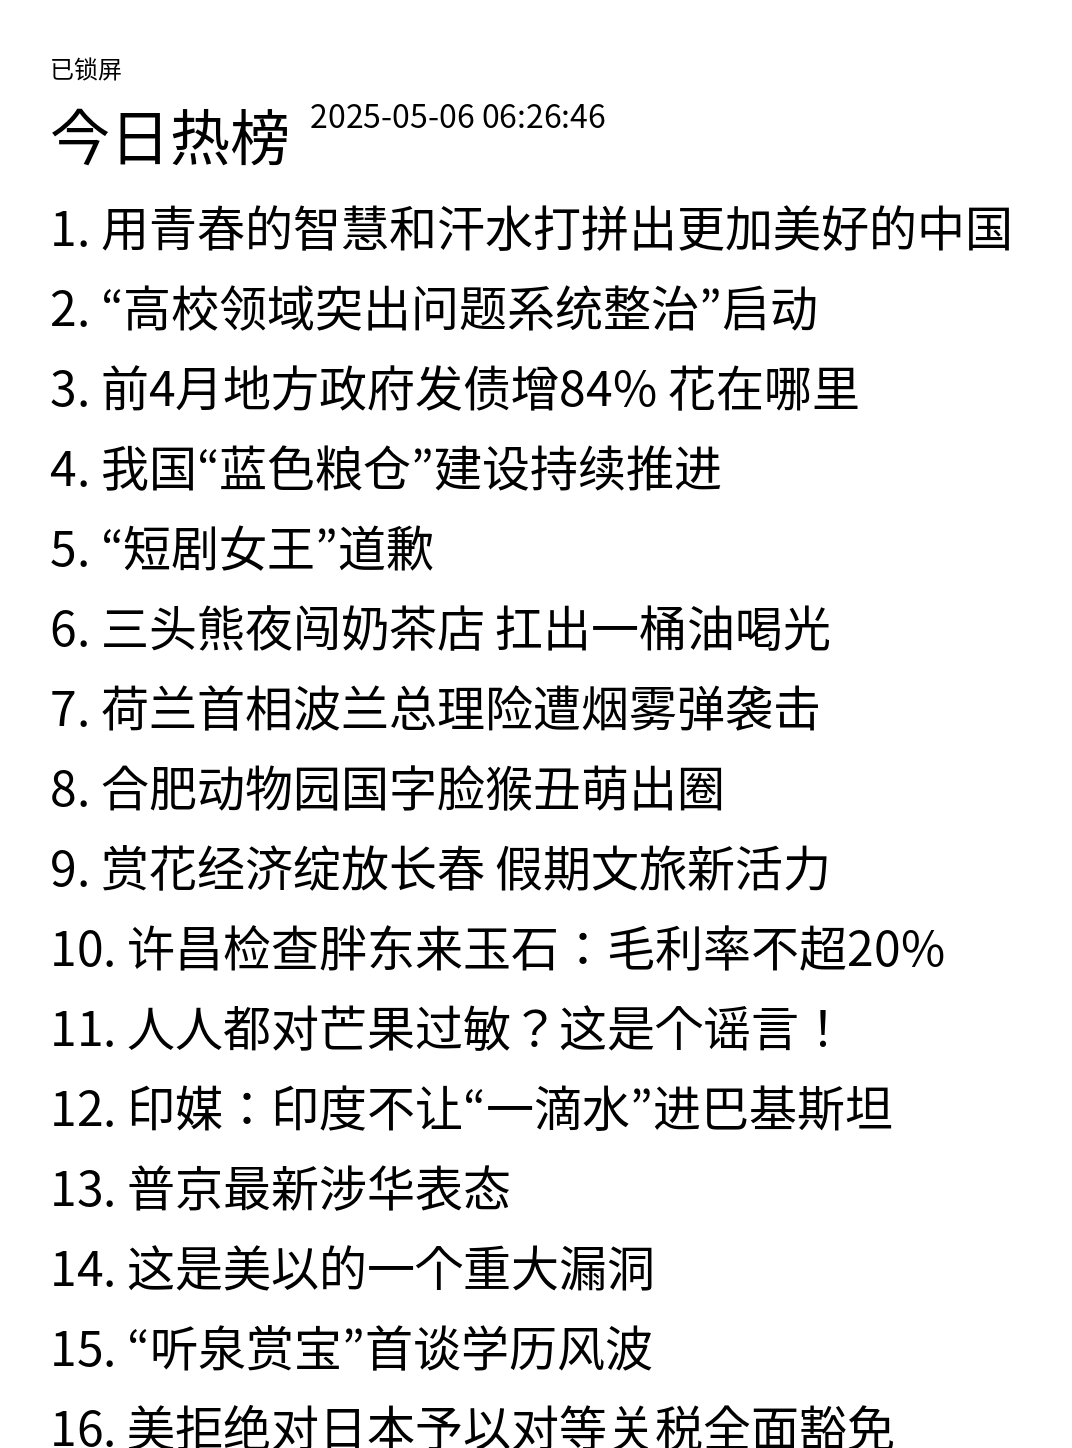 已锁屏
今日热榜 2025-05-06 06:26:46
1. 用青春的智慧和汗水打拼出更加美好的中国
2. “高校领域突出问题系统整治”启动
3. 前4月地方政府发债增84% 花在哪里
4. 我国“蓝色粮仓”建设持续推进
5. “短剧女王”道歉
6. 三头熊夜闯奶茶店 扛出一桶油喝光
7. 荷兰首相波兰总理险遭烟雾弹袭击
8. 合肥动物园国字脸猴丑萌出圈
9. 赏花经济绽放长春 假期文旅新活力
10. 许昌检查胖东来玉石：毛利率不超20%
11. 人人都对芒果过敏？这是个谣言！
12. 印媒：印度不让“一滴水”进巴基斯坦
13. 普京最新涉华表态
14. 这是美以的一个重大漏洞
15. “听泉赏宝”首谈学历风波
16. 美拒绝对日本予以对等关税全面豁免